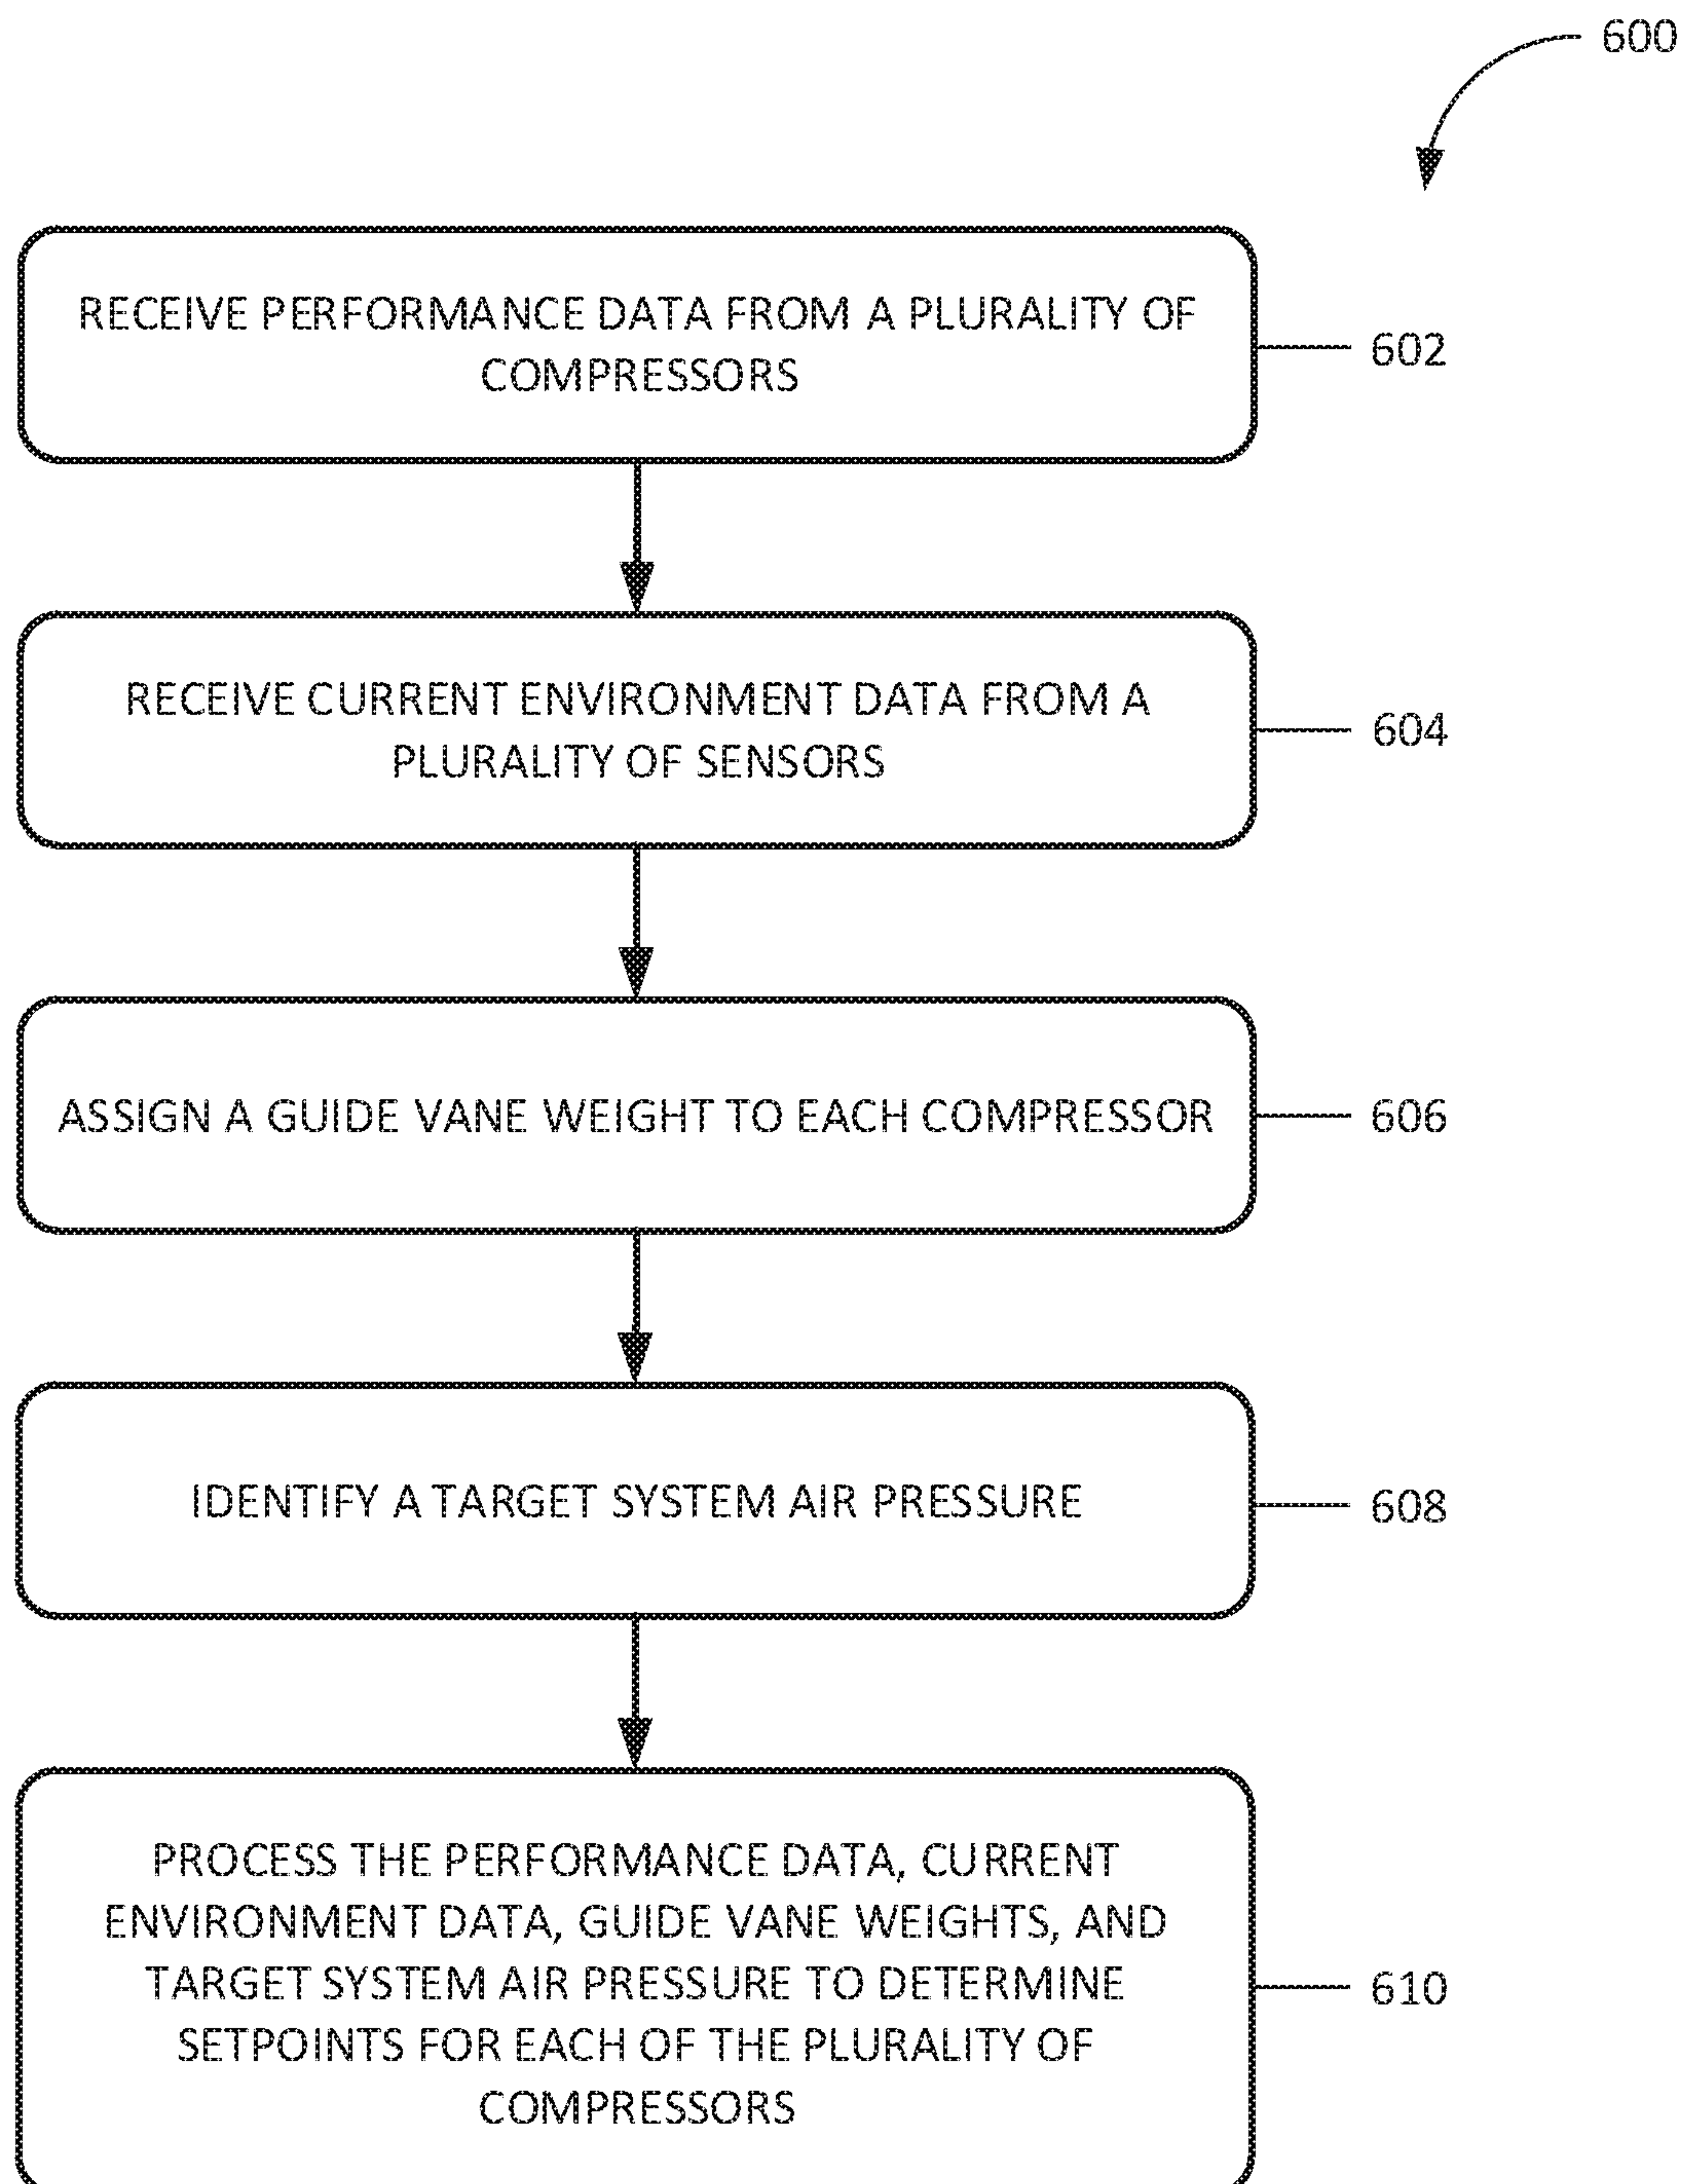 600
RECEIVE PERFORMANCE DATA FROM A PLURALITY OF
COMPRESSORS
602
RECEIVE CURRENT ENVIRONMENT DATA FROM A
PLURALITY OF SENSORS
604
ASSIGN A GUIDE VANE WEIGHT TO EACH COMPRESSOR
606
IDENTIFY A TARGET SYSTEM AIR PRESSURE
608
PROCESS THE PERFORMANCE DATA, CURRENT
ENVIRONMENT DATA, GUIDE VANE WEIGHTS, AND
TARGET SYSTEM AIR PRESSURE TO DETERMINE
SETPOINTS FOR EACH OF THE PLURALITY OF
COMPRESSORS
610